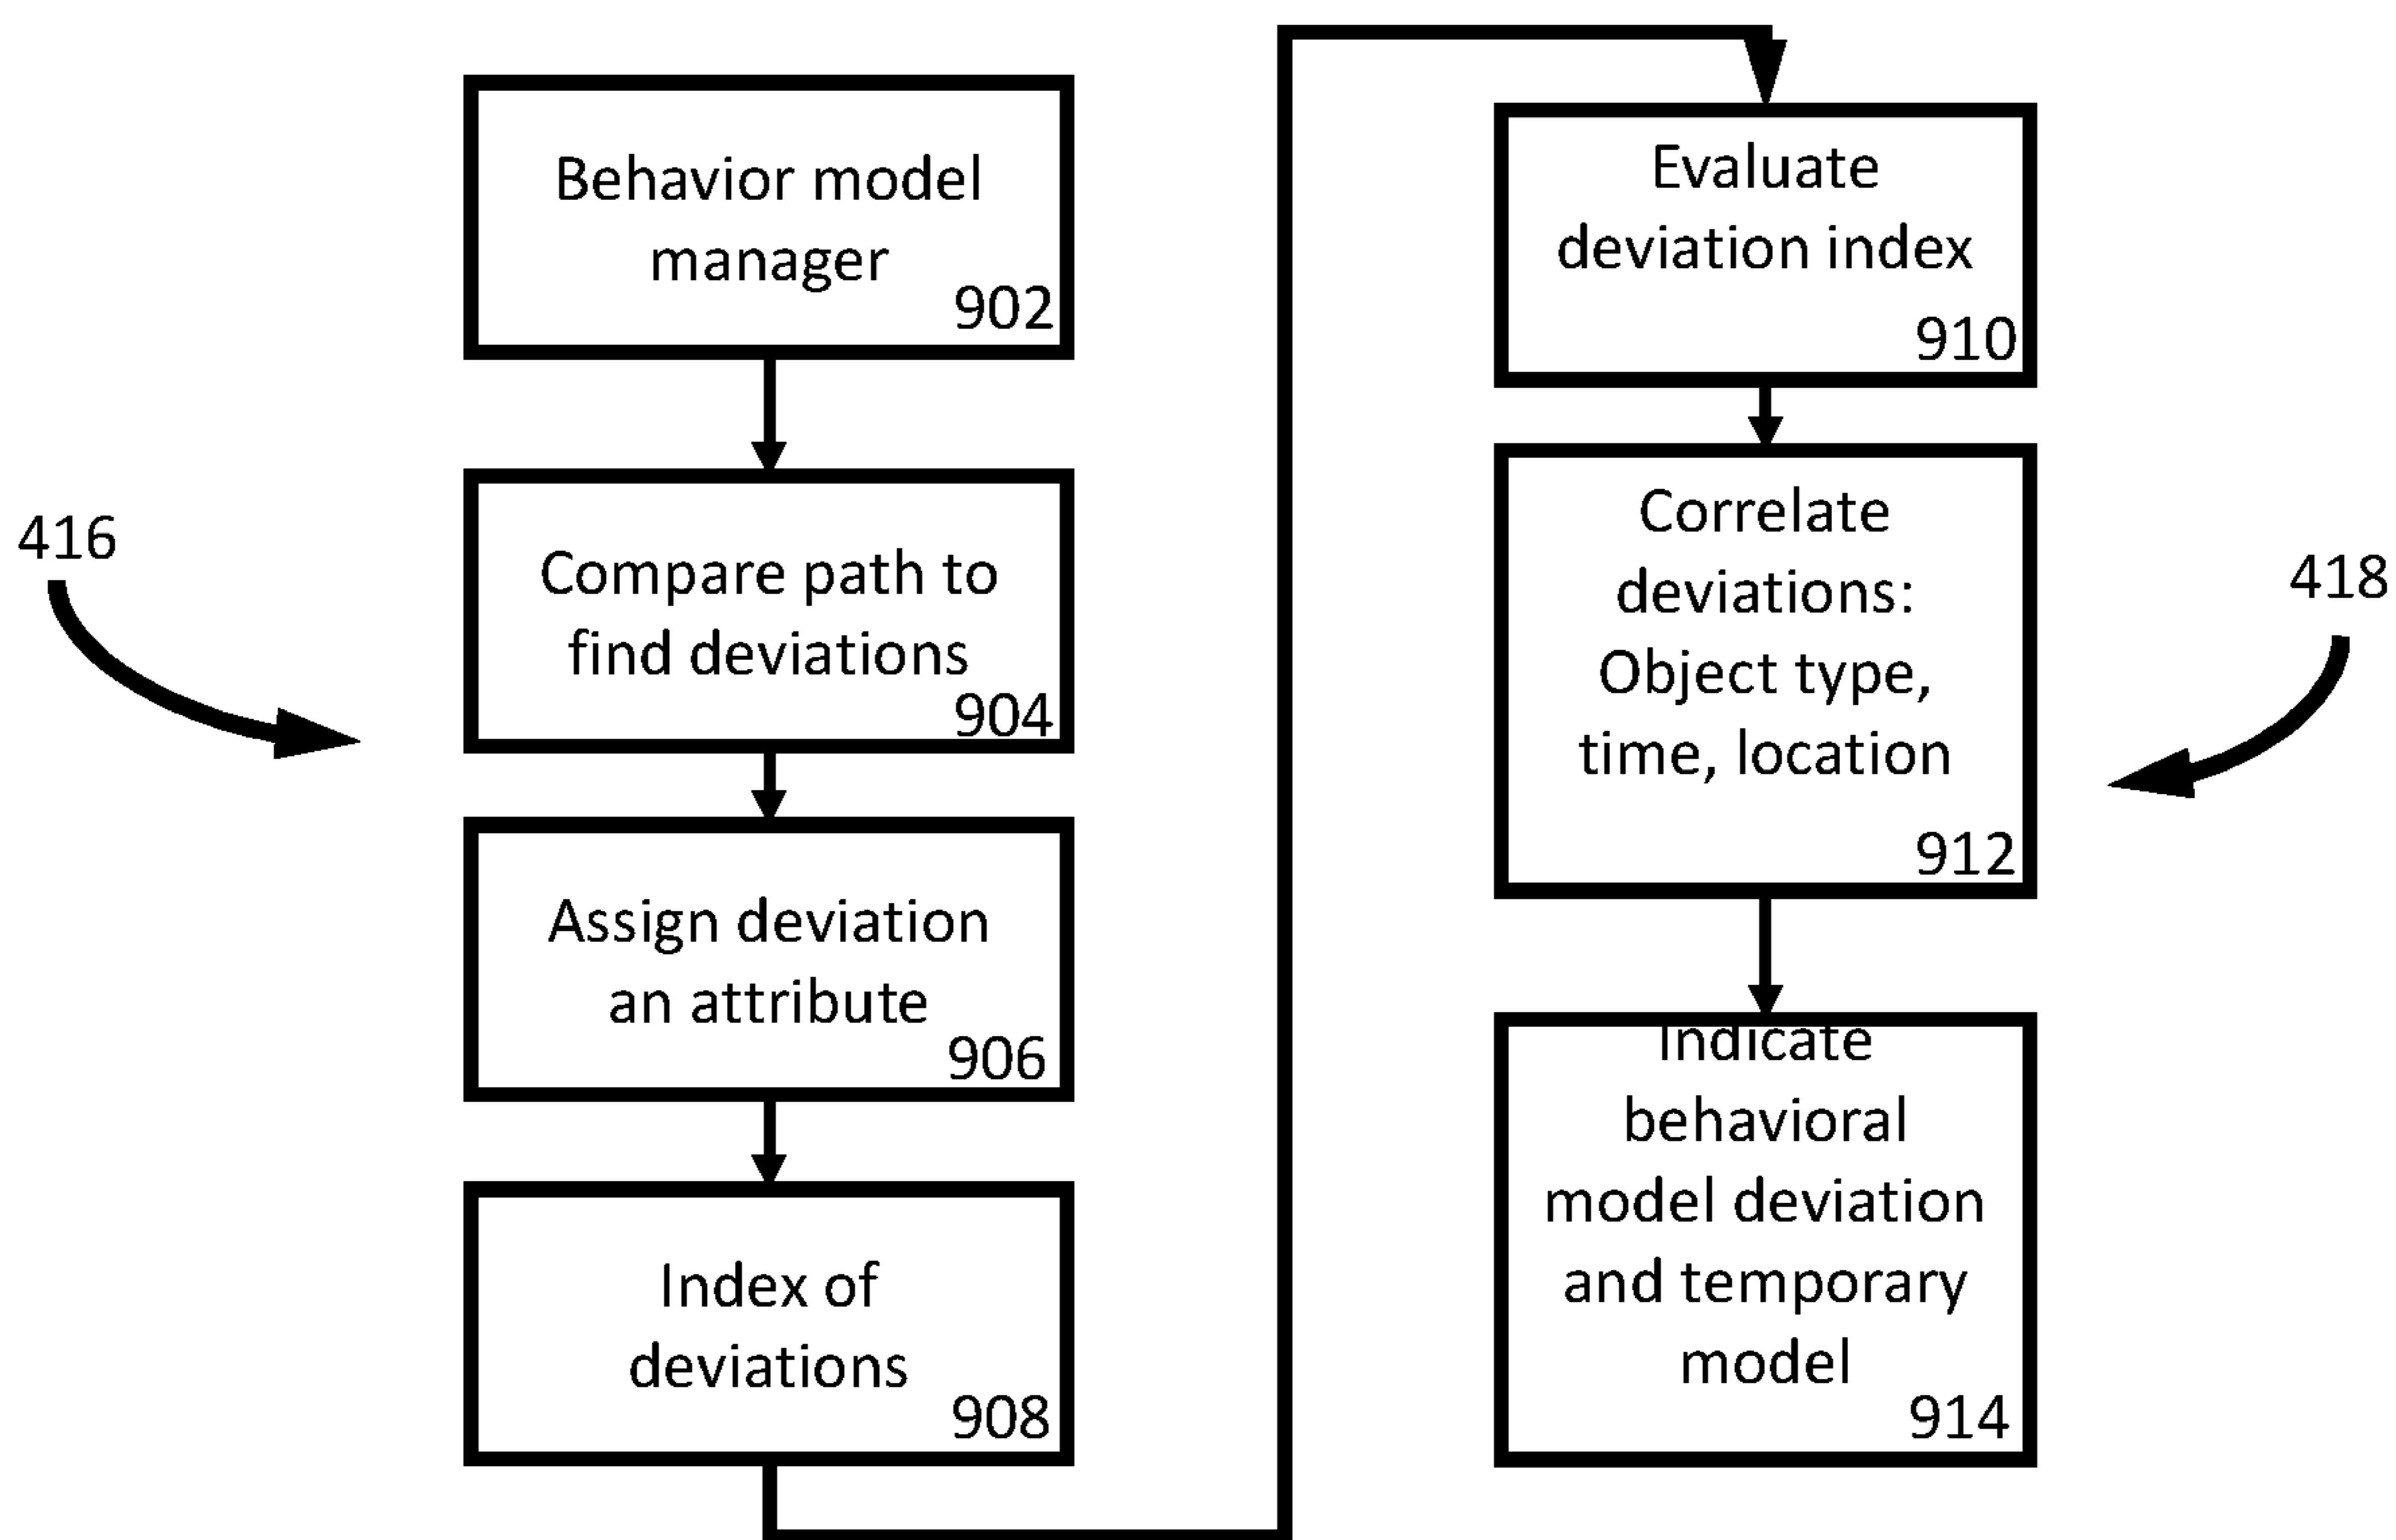 416
Behavior model
manager
902
Compare path to
find deviations
904
Assign deviation
an attribute
906
Index of
deviations
908
Evaluate
deviation index
910
Correlate
deviations:
Object type,
time, location
912
Indicate
behavioral
model deviation
and temporary
model
914
418